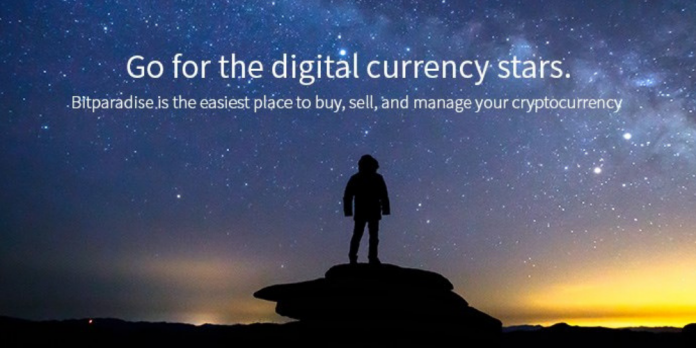 Go for the digital currency stars.
Bitparadise is the easiest place to buy, sell, and manage your cryptocurrency